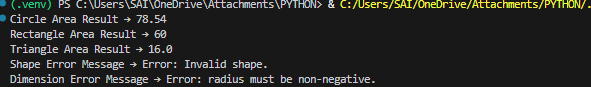 (.venv) PS C:\Users\SAI\OneDrive\Attachments\PYTHON> & C:/Users/SAI/OneDrive/Attachments/PYTHON/.
Circle Area Result → 78.54
Rectangle Area Result → 60
Triangle Area Result → 16.0
Shape Error Message → Error: Invalid shape.
Dimension Error Message → Error: radius must be non-negative.